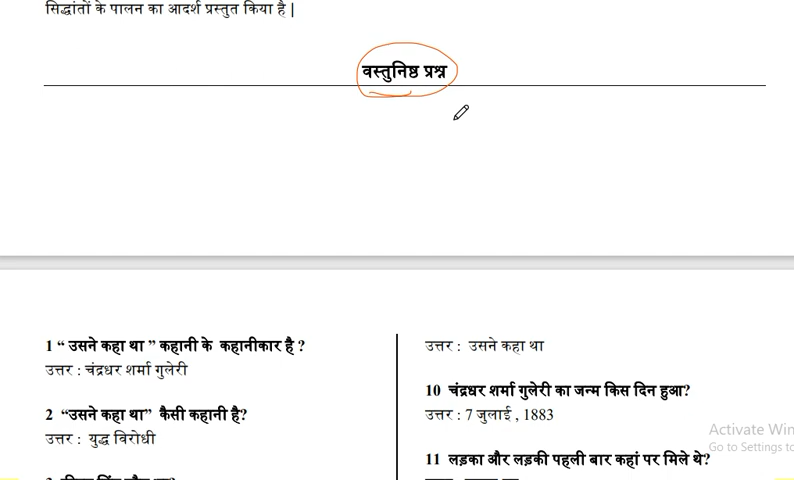 सिद्धांतों के पालन का आदर्श प्रस्तुत किया है |
वस्तुनिष्ठ प्रश्न
1 “ उसने कहा था ” कहानी के कहानीकार है ?
उत्तर : चंद्रधर शर्मा गुलेरी
2 “उसने कहा था” कैसी कहानी है?
उत्तर : युद्ध विरोधी
उत्तर : उसने कहा था
10 चंद्रधर शर्मा गुलेरी का जन्म किस दिन हुआ?
उत्तर : 7 जुलाई , 1883
11 लड़का और लड़की पहली बार कहां पर मिले थे?
Activate Win
Go to Settings to